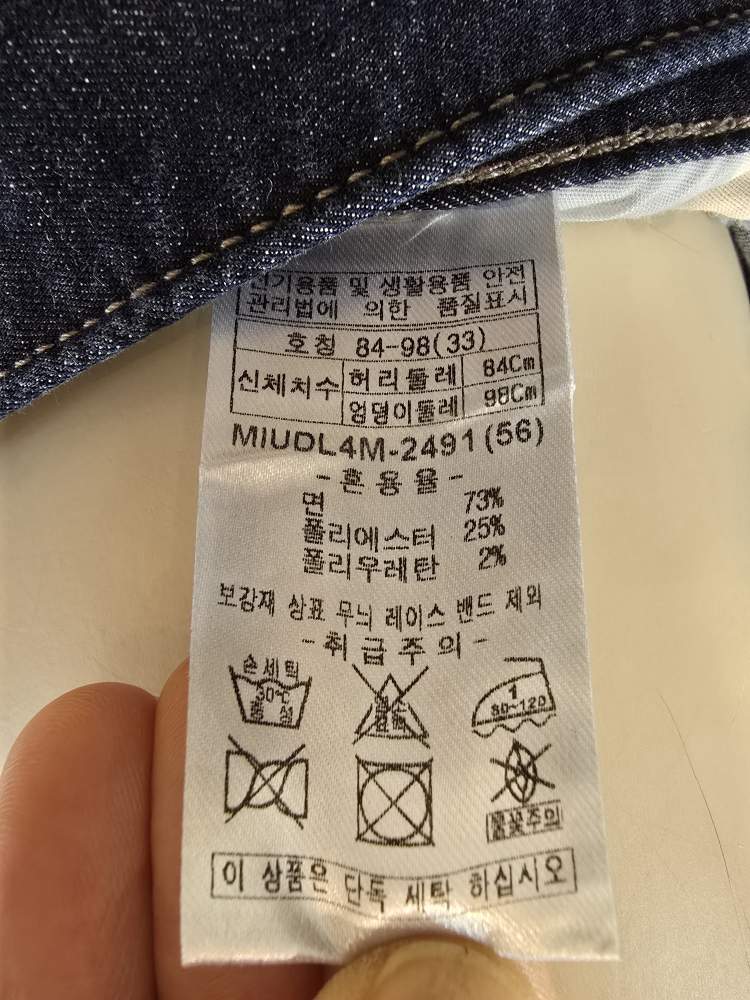 전기용품 및 생활용품 안전
관리법에 의한 품질표시
호칭 84-98(33)
신체치수 허리둘레 84Cm
엉덩이둘레 98Cm
MIUDL4M-2491(56)
-혼용율-
면 73%
폴리에스터 25%
폴리우레탄 2%
보강재 상표 무늬 레이스 밴드 제외
-취급주의-
손세탁
30℃
중성
염소
표백
1
80~120
불꽃주의
이 상품은 단독 세탁 하십시오